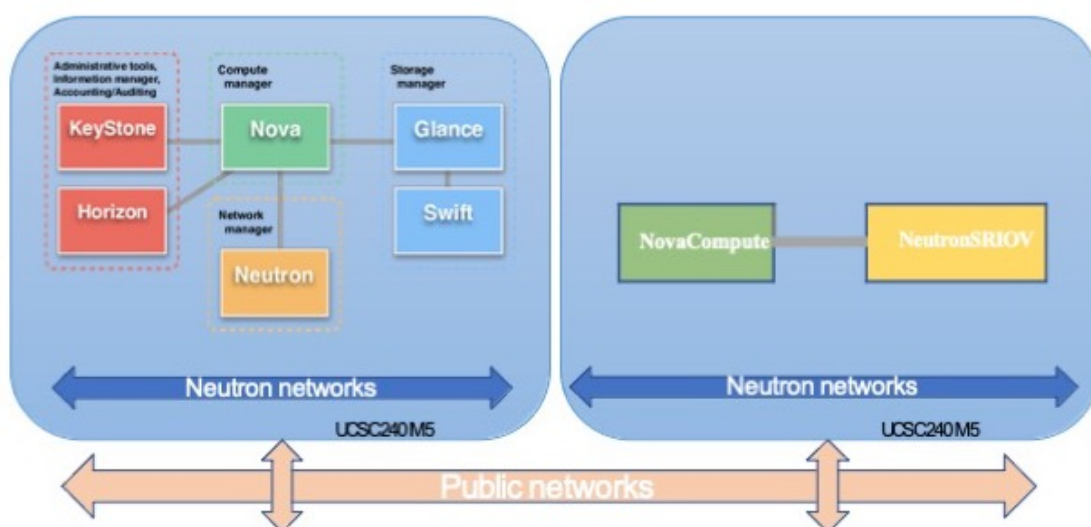 Administrative tools,
Information manager,
Accounting/Auditing
KeyStone
Horizon
Compute
manager
Nova
Network
manager
Neutron
Storage
manager
Glance
Swift
Neutron networks
UCSC240 M5
NovaCompute
NeutronSRIOV
Neutron networks
UCSC240 M5
Public networks